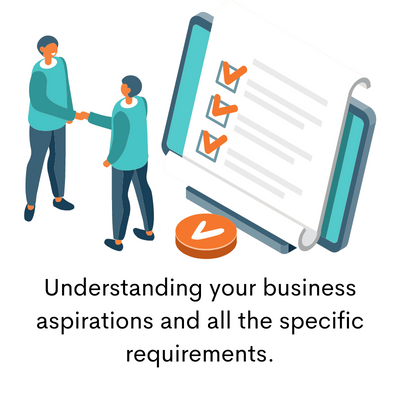 Understanding your business
aspirations and all the specific
requirements.